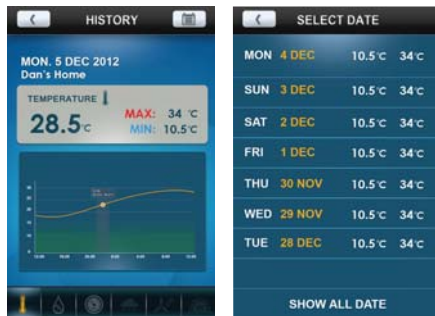 HISTORY
MON. 5 DEC 2012
Dan's Home
TEMPERATURE
28.5°C
MAX: 34 °C
MIN: 10.5°C
SELECT DATE
MON 4 DEC 10.5°C 34°C
SUN 3 DEC 10.5°C 34°C
SAT 2 DEC 10.5°C 34°C
FRI 1 DEC 10.5°C 34°C
THU 30 NOV 10.5°C 34°C
WED 29 NOV 10.5°C 34°C
TUE 28 DEC 10.5°C 34°C
SHOW ALL DATE